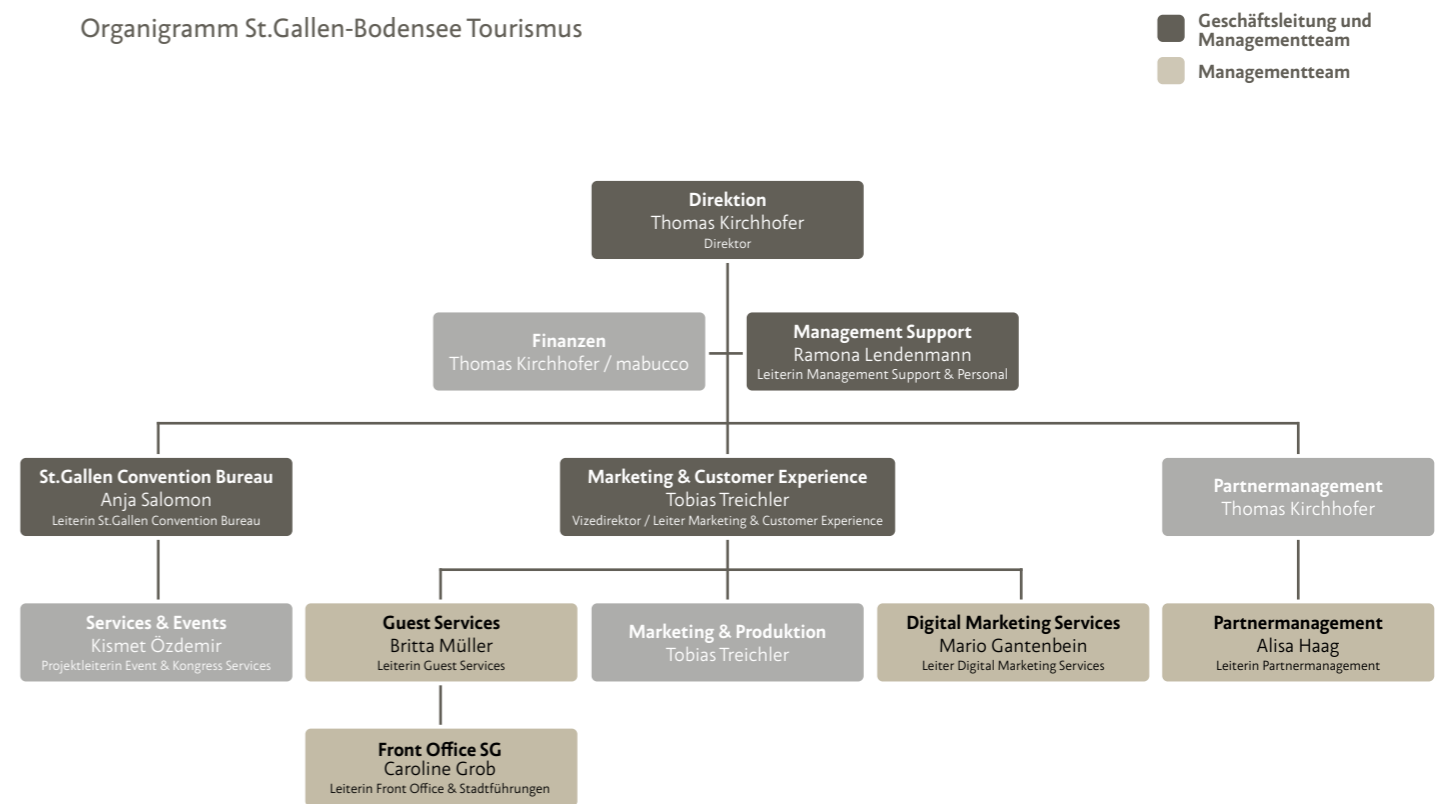 Organigramm St.Gallen-Bodensee Tourismus
Geschäftsleitung und
Managementteam
Managementteam
Direktion
Thomas Kirchhofer
Direktor
Finanzen
Thomas Kirchhofer / mabucco
Management Support
Ramona Lendenmann
Leiterin Management Support & Personal
St.Gallen Convention Bureau
Anja Salomon
Leiterin St.Gallen Convention Bureau
Marketing & Customer Experience
Tobias Treichler
Vizedirektor / Leiter Marketing & Customer Experience
Partnermanagement
Thomas Kirchhofer
Services & Events
Kismet Özdemir
Projektleiterin Event & Kongress Services
Guest Services
Britta Müller
Leiterin Guest Services
Marketing & Produktion
Tobias Treichler
Digital Marketing Services
Mario Gantenbein
Leiter Digital Marketing Services
Partnermanagement
Alisa Haag
Leiterin Partnermanagement
Front Office SG
Caroline Grob
Leiterin Front Office & Stadtführungen